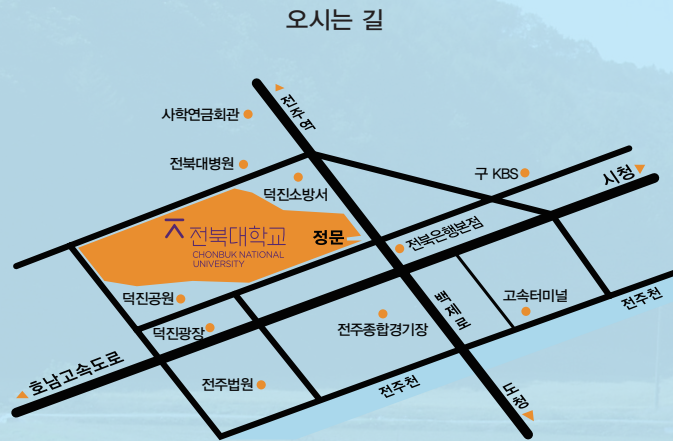 오시는 길
전주역
사학연금회관
전북대병원
덕진소방서
구 KBS
시청
전북대학교
CHONBUK NATIONAL
UNIVERSITY
정문
전북은행본점
덕진공원
덕진광장
백제로
고속터미널
전주천
전주종합경기장
호남고속도로
전주법원
전주천
도청